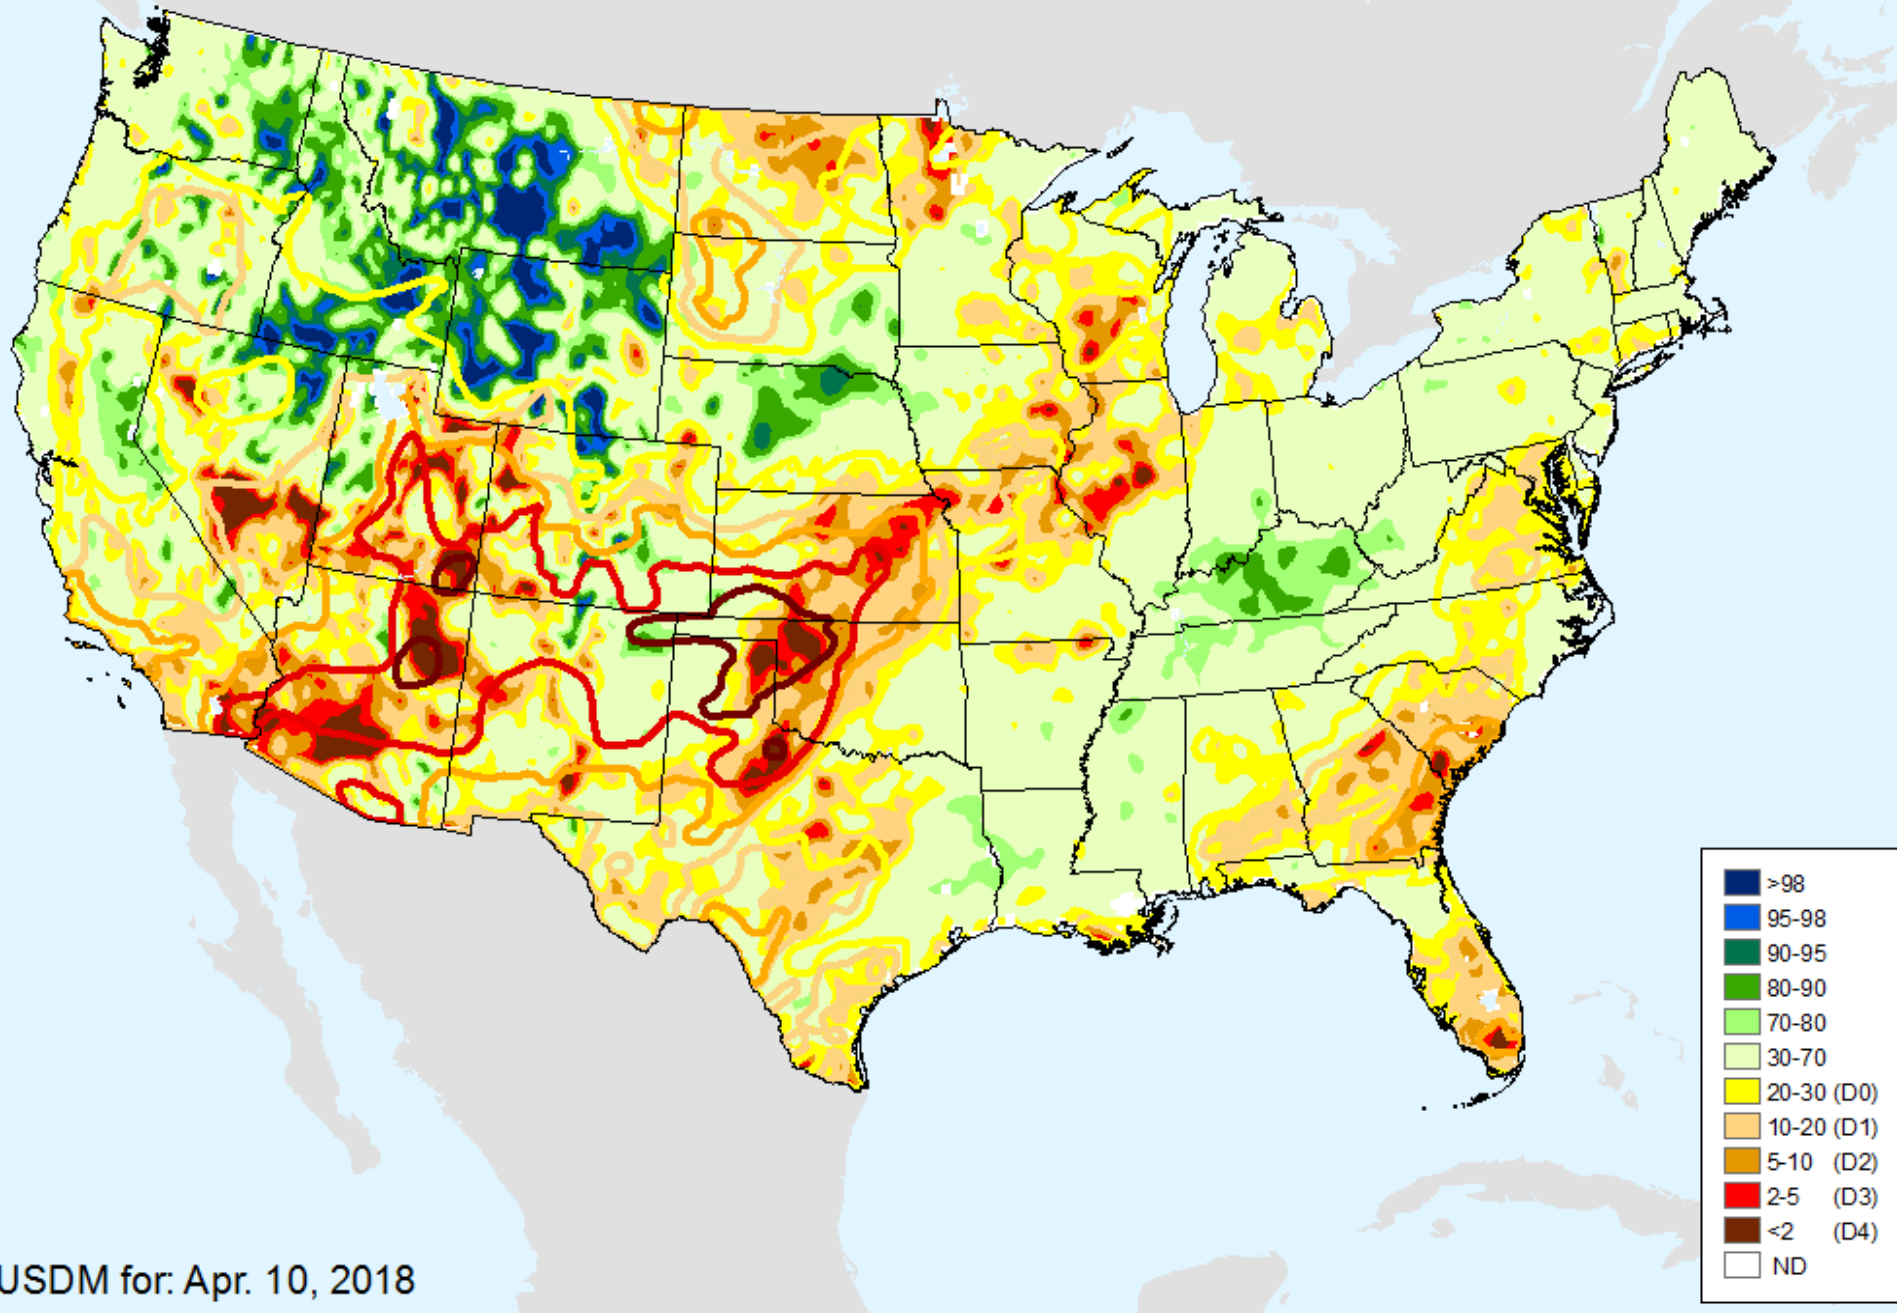 >98
95-98
90-95
80-90
70-80
30-70
20-30 (D0)
10-20 (D1)
5-10 (D2)
2-5 (D3)
<2 (D4)
ND
USDM for: Apr. 10, 2018